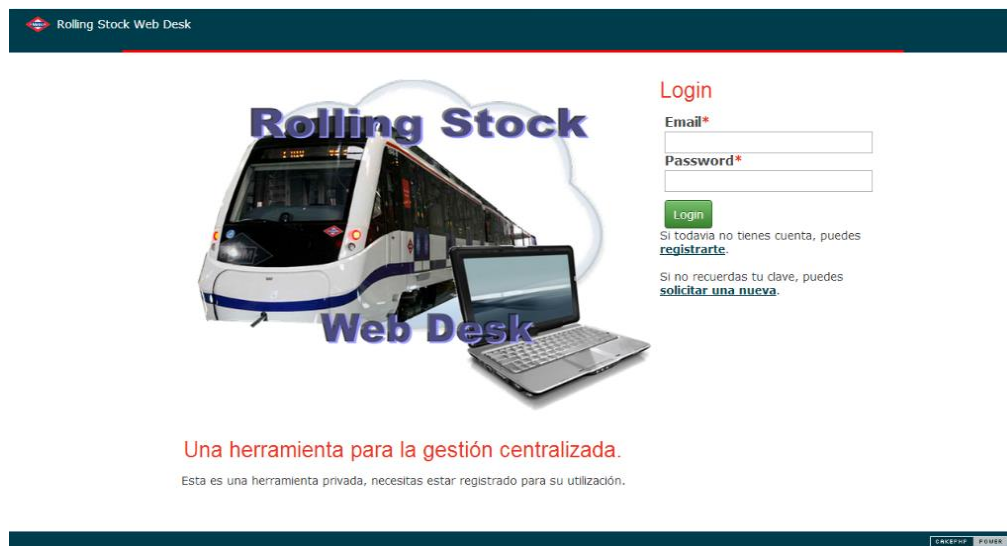 Rolling Stock Web Desk
Rolling Stock
Web Desk
Login
Email*
Password*
Login
Si todavia no tienes cuenta, puedes
registrarte.
Si no recuerdas tu clave, puedes
solicitar una nueva.
Una herramienta para la gestión centralizada.
Esta es una herramienta privada, necesitas estar registrado para su utilización.
CAKEPHP POWER